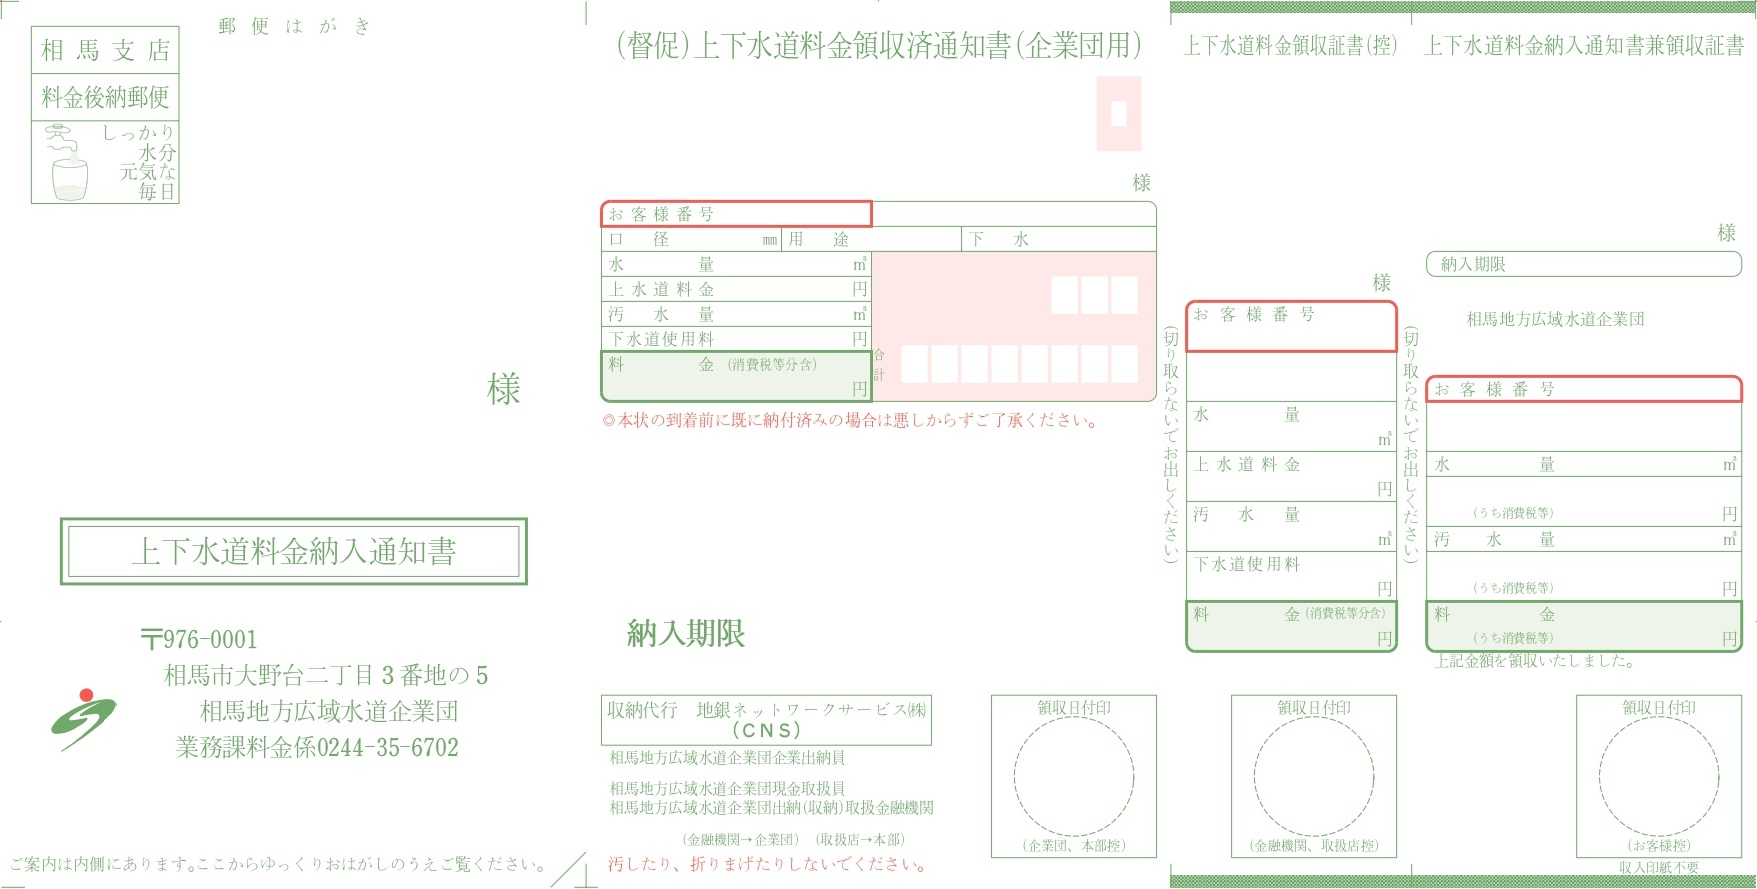 郵便はがき
相馬支店
料金後納郵便
しっかり
水分
元気な
毎日
様
上下水道料金納入通知書
〒976-0001
相馬市大野台二丁目3番地の5
相馬地方広域水道企業団
業務課料金係0244-35-6702
ご案内は内側にあります。ここからゆっくりおはがしのうえご覧ください。
(督促)上下水道料金領収済通知書(企業団用)
様
お客様番号
口径 mm 用途 下水
水量 m³
上水道料金 円
汚水量 m³
下水道使用料 円
料金 (消費税等分含) 円
合計
◎本状の到着前に既に納付済みの場合は悪しからずご了承ください。
納入期限
収納代行 地銀ネットワークサービス㈱
(CNS)
相馬地方広域水道企業団企業出納員
相馬地方広域水道企業団現金取扱員
相馬地方広域水道企業団出納(収納)取扱金融機関
(金融機関→企業団) (取扱店→本部)
汚したり、折りまげたりしないでください。
領収日付印
(企業団、本部控)
(切り取らないでお出しください)
上下水道料金領収証書(控)
様
お客様番号
水量
m³
上水道料金
円
汚水量
m³
下水道使用料
円
料金(消費税等分含)
円
領収日付印
(金融機関、取扱店控)
(切り取らないでお出しください)
上下水道料金納入通知書兼領収証書
様
納入期限
相馬地方広域水道企業団
お客様番号
水量 m³
(うち消費税等) 円
汚水量 m³
(うち消費税等) 円
料金
(うち消費税等) 円
上記金額を領収いたしました。
領収日付印
(お客様控)
収入印紙不要